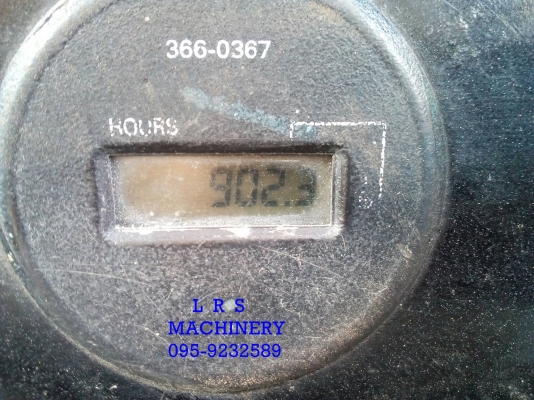 366-0367
HOURS
902.3
L R S
MACHINERY
095-9232589